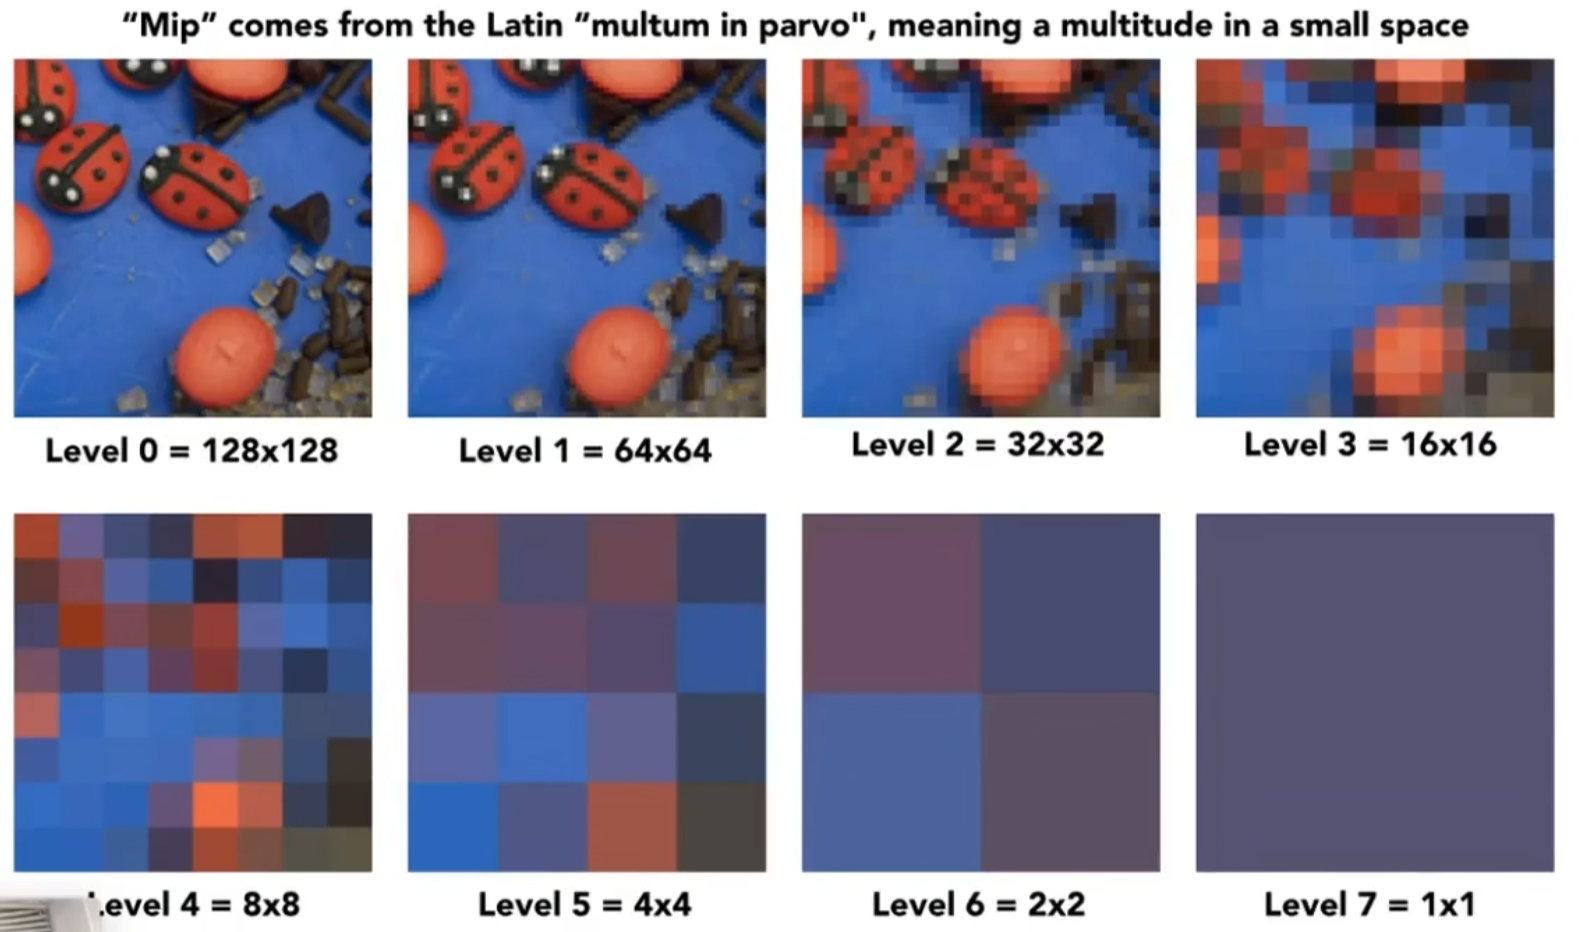 “Mip” comes from the Latin “multum in parvo", meaning a multitude in a small space
Level 0 = 128x128
Level 1 = 64x64
Level 2 = 32x32
Level 3 = 16x16
Level 4 = 8x8
Level 5 = 4x4
Level 6 = 2x2
Level 7 = 1x1